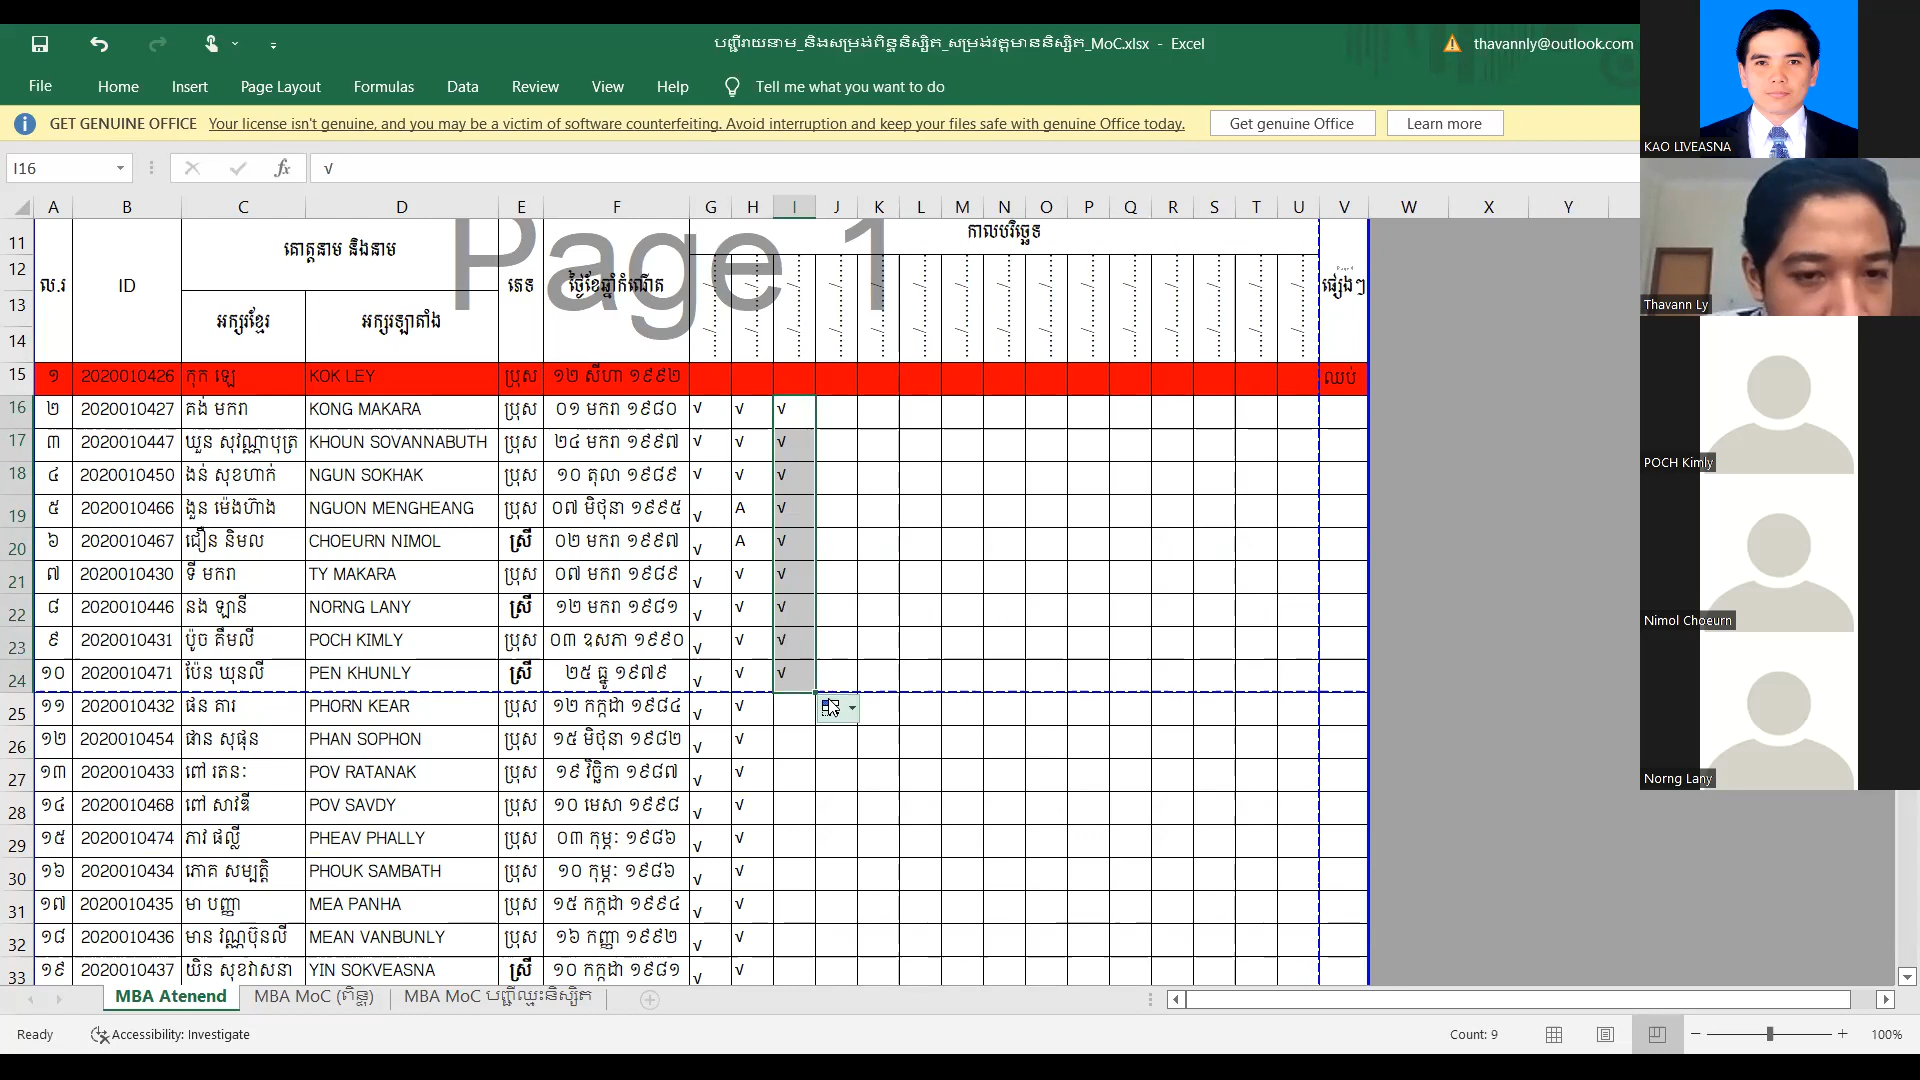 បញ្ជីរាយនាម_និងសម្រង់ពិន្ទុនិស្សិត_សម្រង់វត្តមាននិស្សិត_MoC.xlsx - Excel
thavannly@outlook.com
File Home Insert Page Layout Formulas Data Review View Help Tell me what you want to do
GET GENUINE OFFICE Your license isn't genuine, and you may be a victim of software counterfeiting. Avoid interruption and keep your files safe with genuine Office today. Get genuine Office Learn more
I16 fx √
A B C D E F G H I J K L M N O P Q R S T U V W X Y
Page 1
11 គោត្តនាម និងនាម កាលបរិច្ឆេទ
12
ល.រ ID ភេទ ថ្ងៃខែឆ្នាំកំណើត ផ្សេងៗ
13 អក្សរខ្មែរ អក្សរឡាតាំង
14
15 ១ 2020010426 កុក ឡេ KOK LEY ប្រុស ១២ សីហា ១៩៩២ ឈប់
16 ២ 2020010427 គង់ មករា KONG MAKARA ប្រុស ០១ មករា ១៩៨០ √ √ √
17 ៣ 2020010447 ឃួន សុវណ្ណាបុត្រ KHOUN SOVANNABUTH ប្រុស ២៤ មករា ១៩៩៧ √ √ √
18 ៤ 2020010450 ងន់ សុខហាក់ NGUN SOKHAK ប្រុស ១០ តុលា ១៩៨៩ √ √ √
19 ៥ 2020010466 ងួន ម៉េងហ៊ាង NGUON MENGHEANG ប្រុស ០៧ មិថុនា ១៩៩៥ √ A √
20 ៦ 2020010467 ជឿន និមល CHOEURN NIMOL ស្រី ០២ មករា ១៩៩៧ √ A √
21 ៧ 2020010430 ទី មករា TY MAKARA ប្រុស ០៧ មករា ១៩៨៩ √ √ √
22 ៨ 2020010446 នង ឡានី NORNG LANY ស្រី ១២ មករា ១៩៨១ √ √ √
23 ៩ 2020010431 ប៉ូច គឹមលី POCH KIMLY ប្រុស ០៣ ឧសភា ១៩៩០ √ √ √
24 ១០ 2020010471 ប៉ែន ឃុនលី PEN KHUNLY ស្រី ២៥ ធ្នូ ១៩៧៩ √ √ √
25 ១១ 2020010432 ផន គារ PHORN KEAR ប្រុស ១២ កក្កដា ១៩៨៤ √ √
26 ១២ 2020010454 ផាន សុផុន PHAN SOPHON ប្រុស ១៥ មិថុនា ១៩៨២ √ √
27 ១៣ 2020010433 ពៅ រតនៈ POV RATANAK ប្រុស ១៩ វិច្ឆិកា ១៩៨៧ √ √
28 ១៤ 2020010468 ពៅ សាវឌី POV SAVDY ប្រុស ១០ មេសា ១៩៩៨ √ √
29 ១៥ 2020010474 ភាវ ផល្លី PHEAV PHALLY ប្រុស ០៣ កុម្ភៈ ១៩៨៦ √ √
30 ១៦ 2020010434 ភោគ សម្បត្តិ PHOUK SAMBATH ប្រុស ១០ កុម្ភៈ ១៩៨៦ √ √
31 ១៧ 2020010435 មា បញ្ញា MEA PANHA ប្រុស ១៥ កក្កដា ១៩៩៤ √ √
32 ១៨ 2020010436 មាន វណ្ណប៊ុនលី MEAN VANBUNLY ប្រុស ១៦ កញ្ញា ១៩៩២ √ √
33 ១៩ 2020010437 យិន សុខវាសនា YIN SOKVEASNA ស្រី ១០ កក្កដា ១៩៨១ √ √
MBA Atenend MBA MoC (ពិន្ទុ) MBA MoC បញ្ជីឈ្មោះនិស្សិត
Ready Accessibility: Investigate Count: 9 100%
KAO LIVEASNA
Thavann Ly
POCH Kimly
Nimol Choeurn
Norng Lany